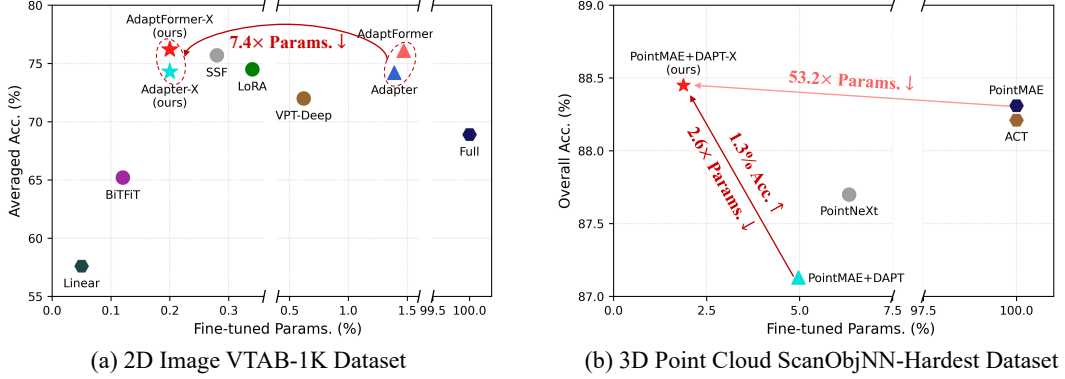 80
75
70
65
60
55
Averaged Acc. (%)
AdaptFormer-X
(ours)
7.4× Params.↓
AdaptFormer
SSF
Adapter-X
(ours)
LoRA
Adapter
VPT-Deep
Full
BiTFiT
Linear
0.0 0.1 0.2 0.3 0.5 1.0 1.5 99.5 100.0
Fine-tuned Params. (%)
(a) 2D Image VTAB-1K Dataset
89.0
88.5
88.0
87.5
87.0
Overall Acc. (%)
PointMAE+DAPT-X
(ours)
53.2× Params.↓
PointMAE
ACT
1.3% Acc.↑
2.6× Params.↓
PointNeXt
PointMAE+DAPT
0.0 2.5 5.0 7.5 97.5 100.0
Fine-tuned Params. (%)
(b) 3D Point Cloud ScanObjNN-Hardest Dataset